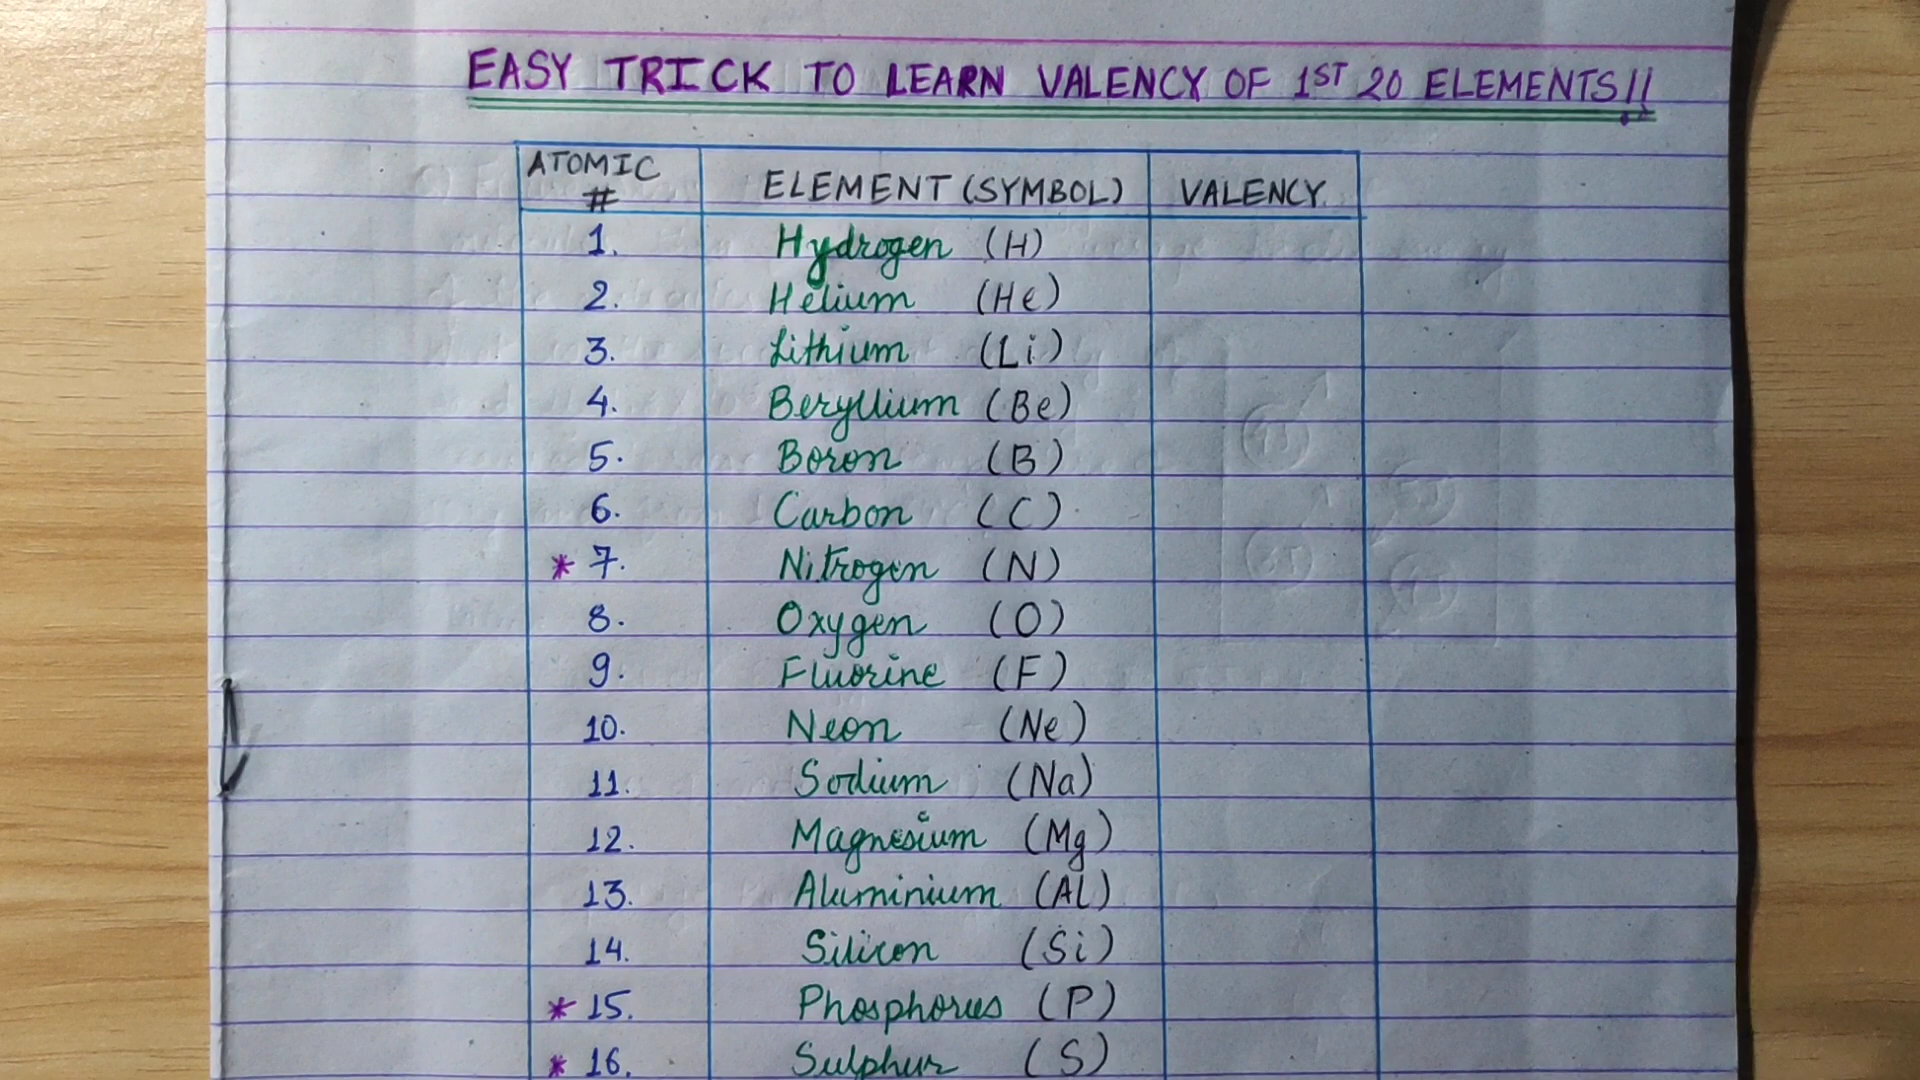 EASY TRICK TO LEARN VALENCY OF 1ST 20 ELEMENTS!!
ATOMIC # ELEMENT (SYMBOL) VALENCY
1. Hydrogen (H)
2. Helium (He)
3. Lithium (Li)
4. Beryllium (Be)
5. Boron (B)
6. Carbon (C)
* 7. Nitrogen (N)
8. Oxygen (O)
9. Fluorine (F)
10. Neon (Ne)
11. Sodium (Na)
12. Magnesium (Mg)
13. Aluminium (Al)
14. Silicon (Si)
* 15. Phosphorus (P)
* 16. Sulphur (S)